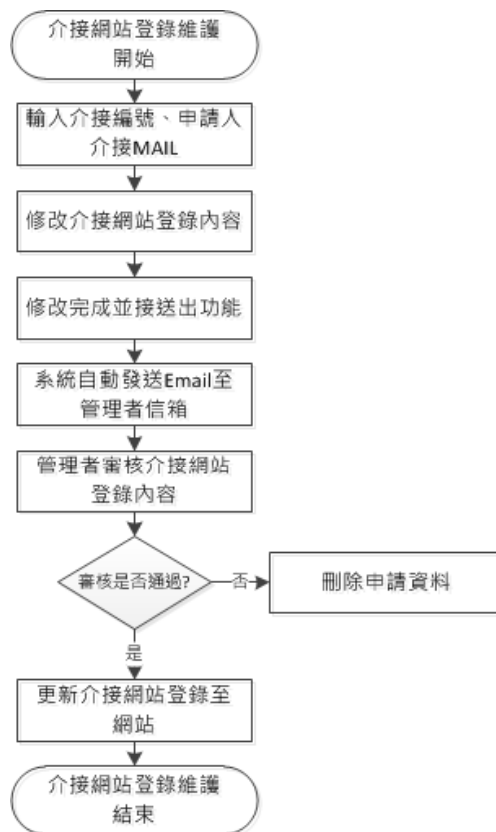 介接網站登錄維護
開始
輸入介接編號、申請人
介接MAIL
修改介接網站登錄內容
修改完成並接送出功能
系統自動發送Email至
管理者信箱
管理者審核介接網站
登錄內容
審核是否通過?
否
刪除申請資料
是
更新介接網站登錄至
網站
介接網站登錄維護
結束